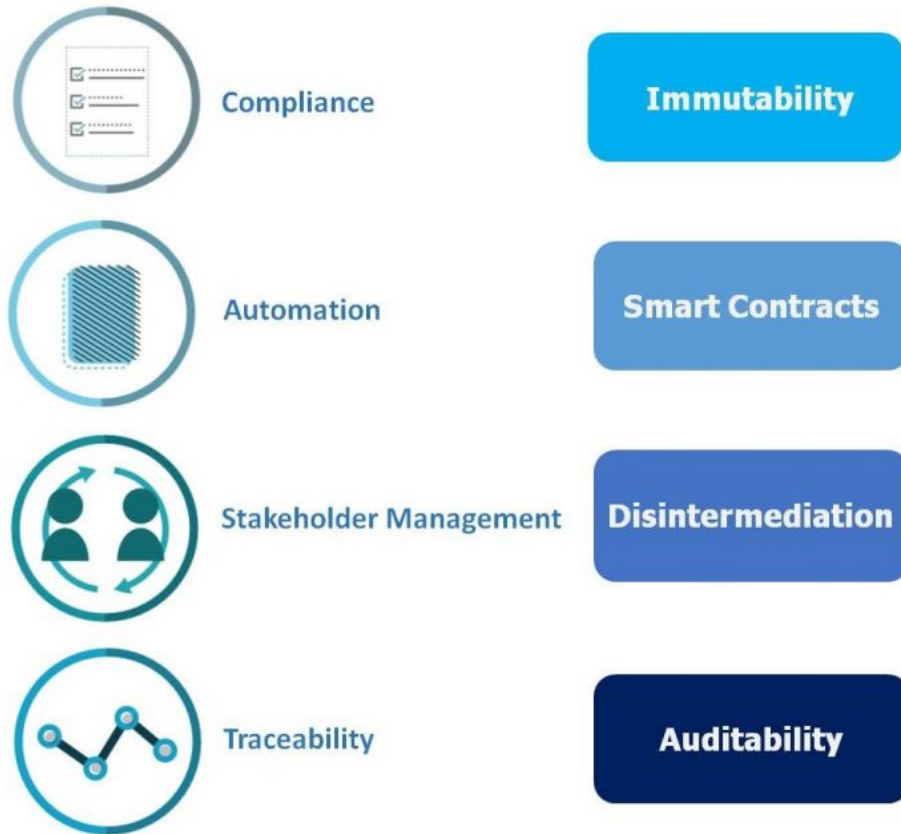 Compliance
Immutability
Automation
Smart Contracts
Stakeholder Management
Disintermediation
Traceability
Auditability